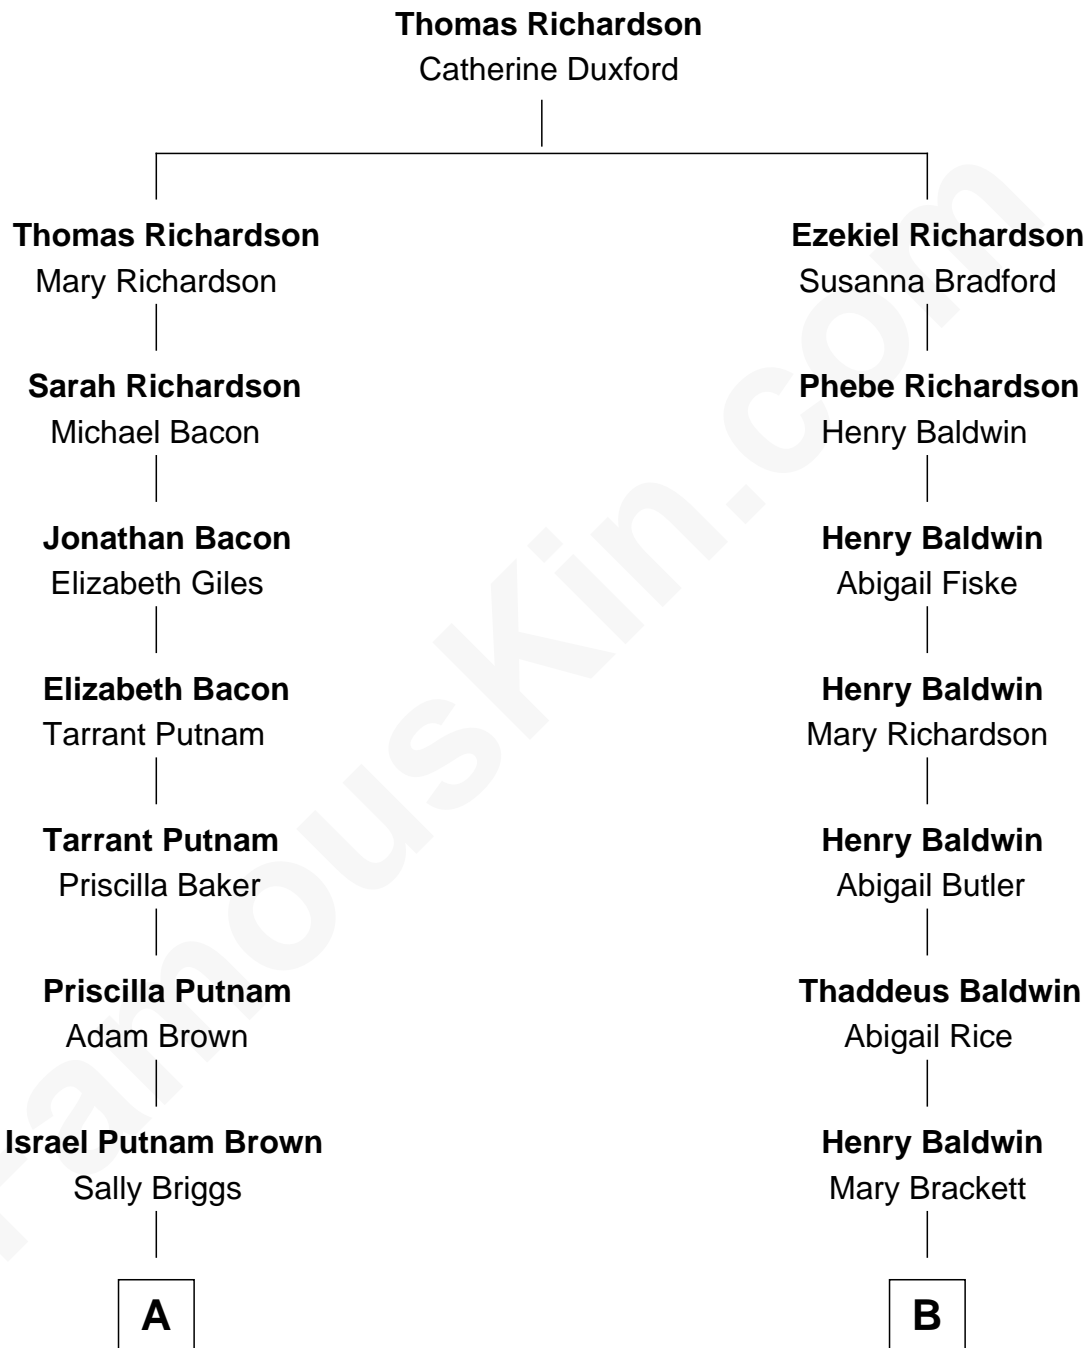 Thomas Richardson
Catherine Duxford
Thomas Richardson
Mary Richardson
Ezekiel Richardson
Susanna Bradford
Sarah Richardson
Michael Bacon
Phebe Richardson
Henry Baldwin
Jonathan Bacon
Elizabeth Giles
Henry Baldwin
Abigail Fiske
Elizabeth Bacon
Tarrant Putnam
Henry Baldwin
Mary Richardson
Tarrant Putnam
Priscilla Baker
Henry Baldwin
Abigail Butler
Priscilla Putnam
Adam Brown
Thaddeus Baldwin
Abigail Rice
Israel Putnam Brown
Sally Briggs
Henry Baldwin
Mary Brackett
A
B
FamousKin.com